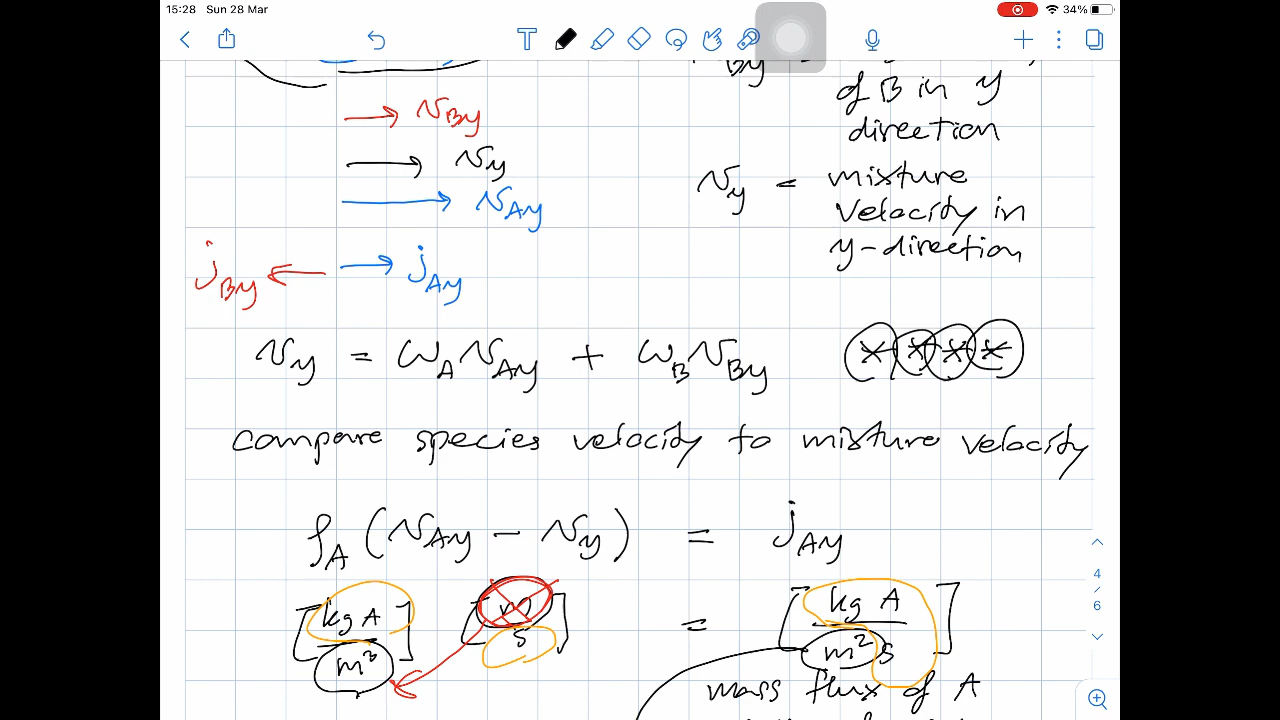 15:28 Sun 28 Mar
34%
By
of B in y
direction
v_By
v_y
v_Ay
v_y = mixture
velocity in
y-direction
j_By
j_Ay
v_y = ω_A v_Ay + ω_B v_By * * * *
compare species velocity to mixture velocity
ρ_A (v_Ay - v_y) = j_Ay
[kg A / m³] [m / s] = [kg A / m² s]
mass flux of A
4
6